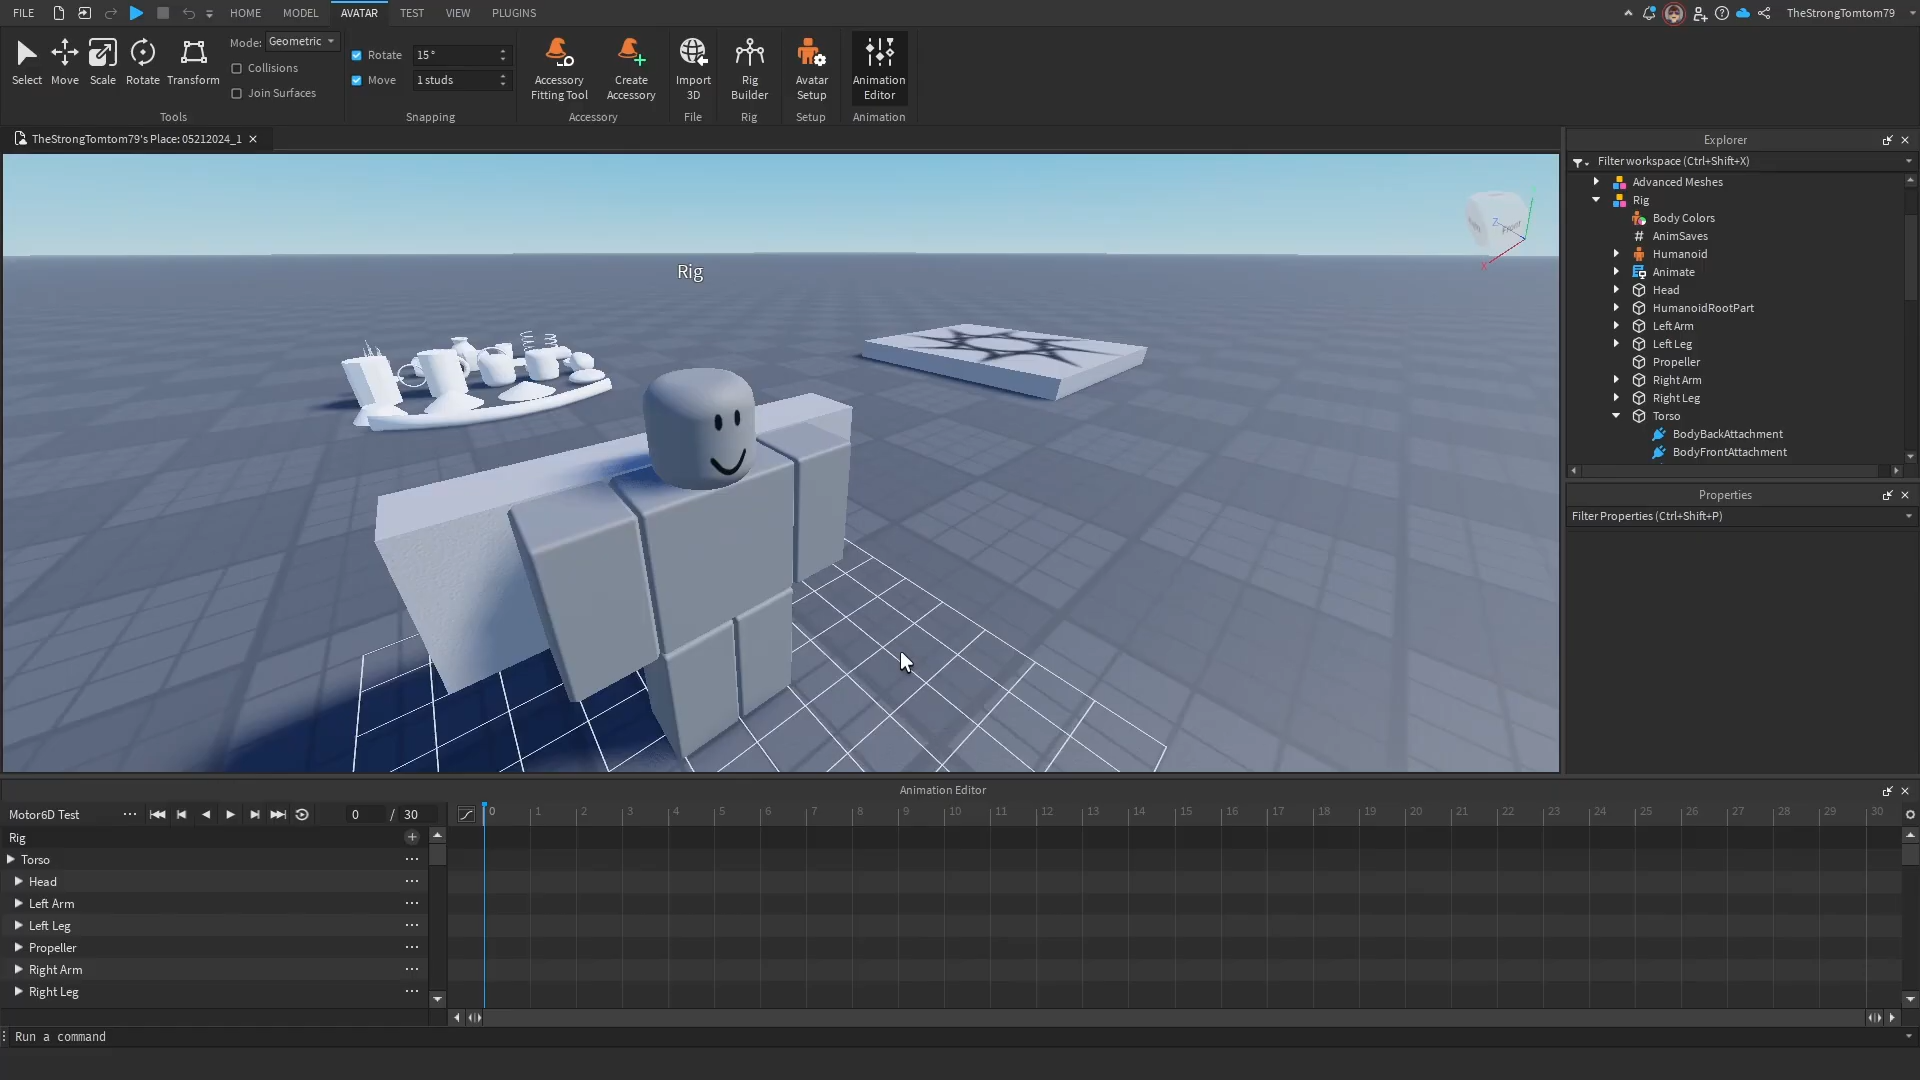 FILE HOME MODEL AVATAR TEST VIEW PLUGINS TheStrongTomtom79
Select Move Scale Rotate Transform
Mode: Geometric
Collisions
Join Surfaces
Tools
Rotate 15°
Move 1 studs
Snapping
Accessory
Fitting Tool
Create
Accessory
Accessory
Import
3D
File
Rig
Builder
Rig
Avatar
Setup
Setup
Animation
Editor
Animation
TheStrongTomtom79's Place: 05212024_1
Rig
Front
Z
X
Explorer
Filter workspace (Ctrl+Shift+X)
Advanced Meshes
Rig
Body Colors
AnimSaves
Humanoid
Animate
Head
HumanoidRootPart
Left Arm
Left Leg
Propeller
Right Arm
Right Leg
Torso
BodyBackAttachment
BodyFrontAttachment
Properties
Filter Properties (Ctrl+Shift+P)
Animation Editor
Motor6D Test 0 / 30
0 1 2 3 4 5 6 7 8 9 10 11 12 13 14 15 16 17 18 19 20 21 22 23 24 25 26 27 28 29 30
Rig
Torso
Head
Left Arm
Left Leg
Propeller
Right Arm
Right Leg
Run a command